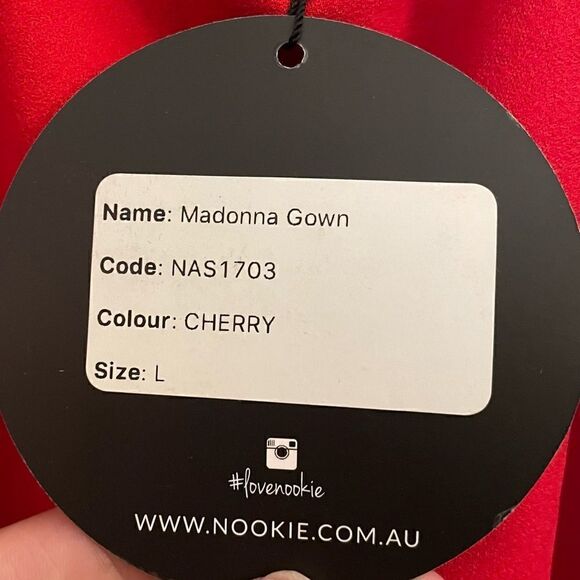 Name: Madonna Gown
Code: NAS1703
Colour: CHERRY
Size: L
#lovenookie
WWW.NOOKIE.COM.AU